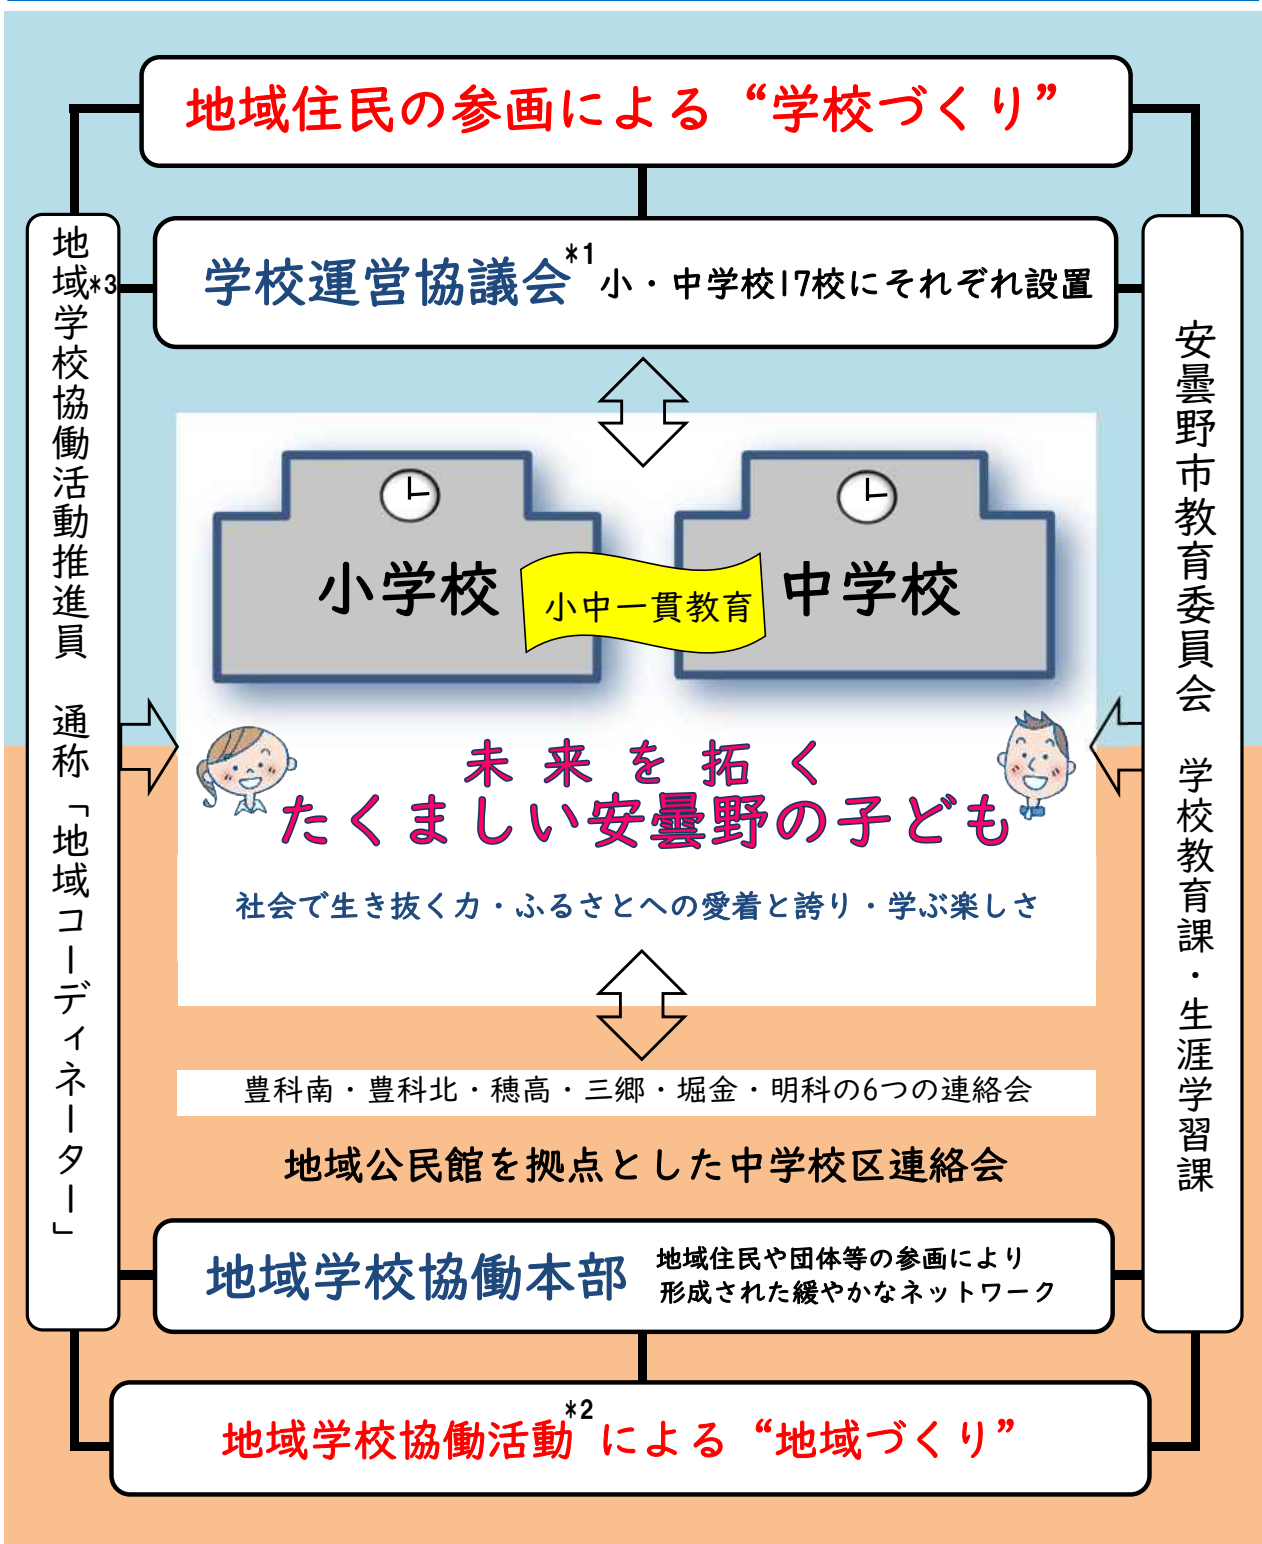 地域住民の参画による “学校づくり”
学校運営協議会*1 小・中学校17校にそれぞれ設置
地域*3学校協働活動推進員 通称「地域コーディネーター」
安曇野市教育委員会 学校教育課・生涯学習課
小学校
小中一貫教育
中学校
未来を拓く
たくましい安曇野の子ども
社会で生き抜く力・ふるさとへの愛着と誇り・学ぶ楽しさ
豊科南・豊科北・穂高・三郷・堀金・明科の6つの連絡会
地域公民館を拠点とした中学校区連絡会
地域学校協働本部
地域住民や団体等の参画により
形成された緩やかなネットワーク
地域学校協働活動*2による “地域づくり”